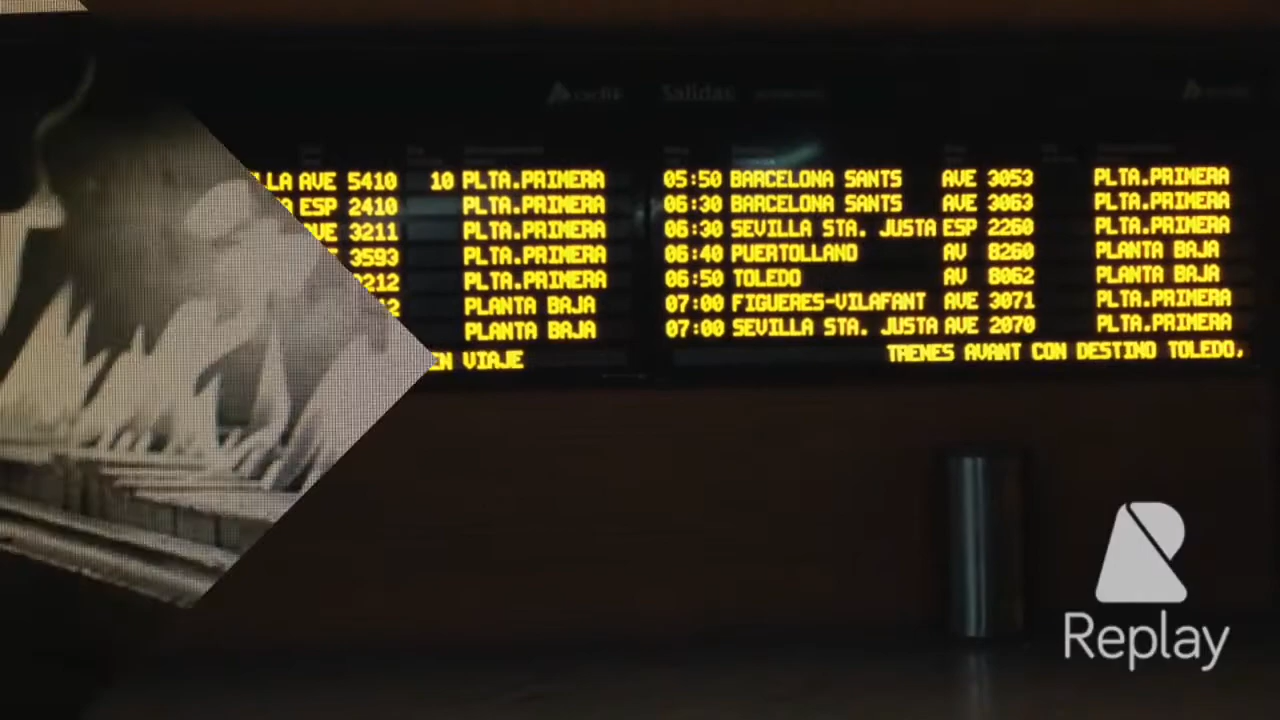 Salidas
LLA AVE 5410 10 PLTA.PRIMERA
ESP 2410 PLTA.PRIMERA
3211 PLTA.PRIMERA
3593 PLTA.PRIMERA
PLTA.PRIMERA
PLANTA BAJA
PLANTA BAJA
EN VIAJE
05:50 BARCELONA SANTS AVE 3053 PLTA.PRIMERA
06:30 BARCELONA SANTS AVE 3063 PLTA.PRIMERA
06:30 SEVILLA STA. JUSTA ESP 2260 PLTA.PRIMERA
06:40 PUERTOLLANO AV 8260 PLANTA BAJA
06:50 TOLEDO AV 8062 PLANTA BAJA
07:00 FIGUERES-VILAFANT AVE 3071 PLTA.PRIMERA
07:00 SEVILLA STA. JUSTA AVE 2070 PLTA.PRIMERA
TRENES AVANT CON DESTINO TOLEDO,
Replay